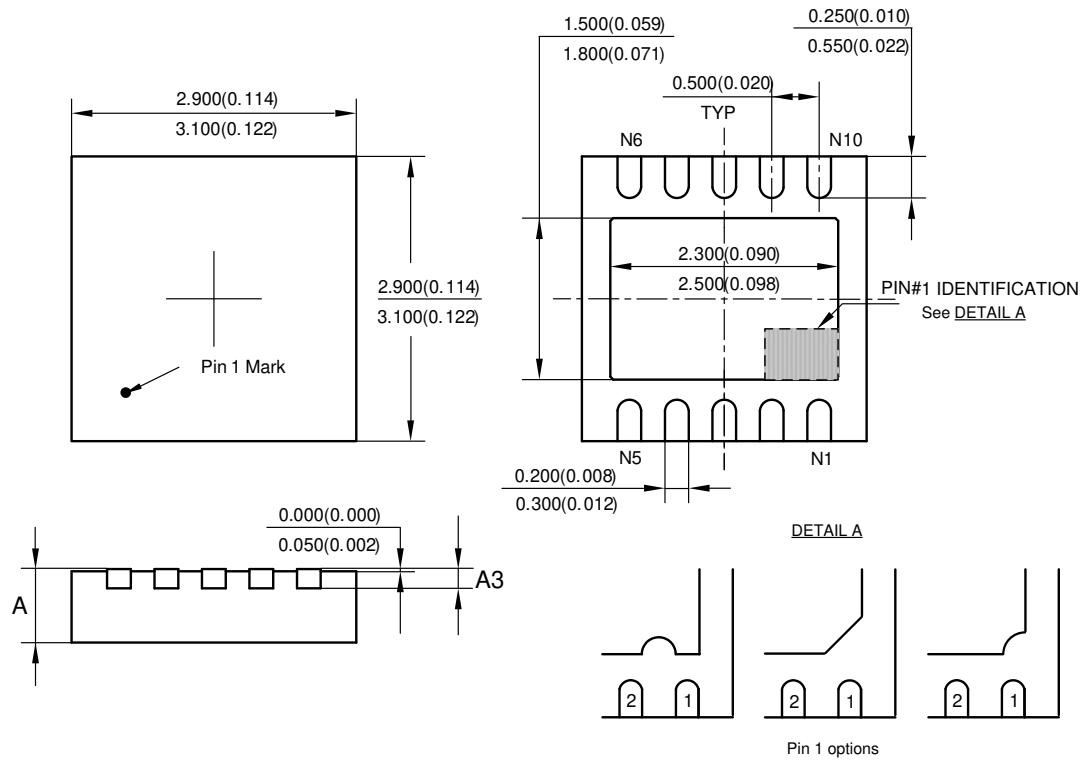 1.500(0.059)
1.800(0.071)
0.250(0.010)
0.550(0.022)
0.500(0.020)
TYP
2.900(0.114)
3.100(0.122)
N6
N10
2.900(0.114)
3.100(0.122)
2.300(0.090)
2.500(0.098)
PIN#1 IDENTIFICATION
See DETAIL A
Pin 1 Mark
N5
N1
0.200(0.008)
0.300(0.012)
0.000(0.000)
0.050(0.002)
DETAIL A
A
A3
2
1
2
1
2
1
Pin 1 options